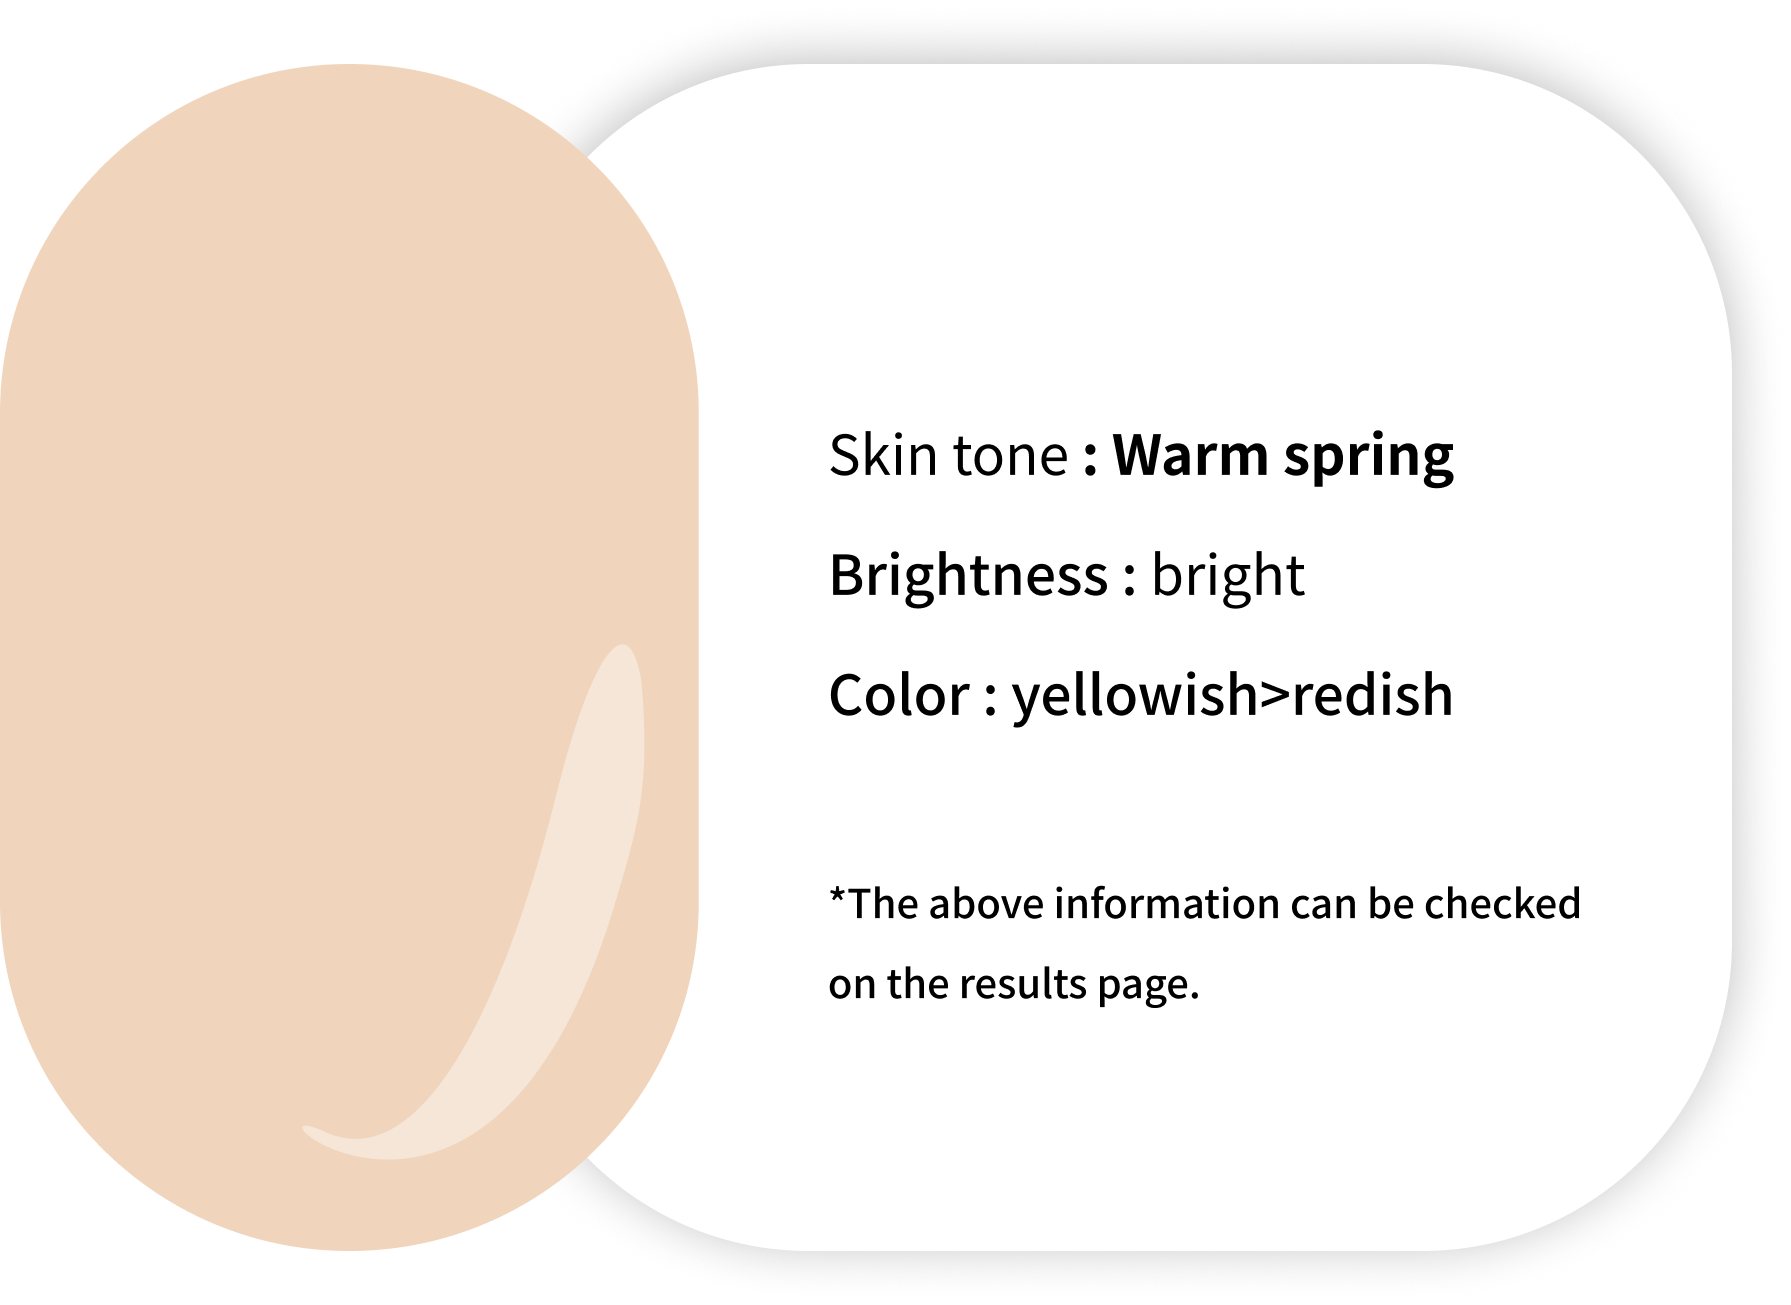 Skin tone : Warm spring
Brightness : bright
Color : yellowish>redish
*The above information can be checked
on the results page.